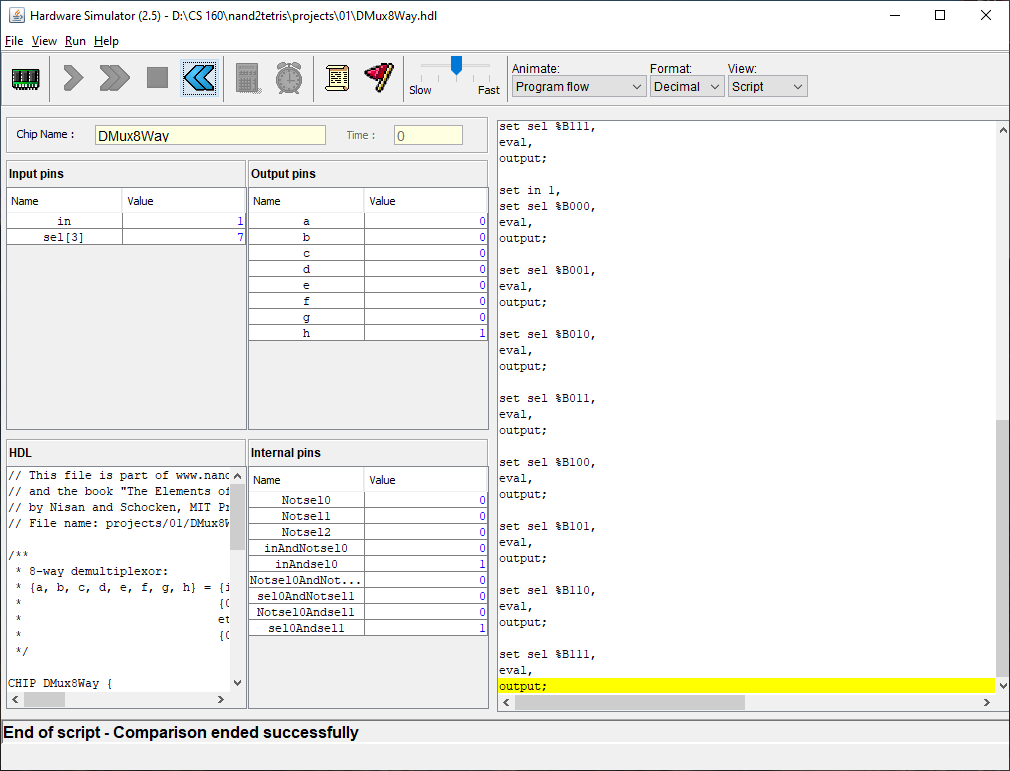 Hardware Simulator (2.5) - D:\CS 160\nand2tetris\projects\01\DMux8Way.hdl
File View Run Help
Slow Fast
Animate: Format: View:
Program flow Decimal Script
Chip Name : DMux8Way Time : 0
Input pins
Name Value
in 1
sel[3] 7
Output pins
Name Value
a 0
b 0
c 0
d 0
e 0
f 0
g 0
h 1
HDL
// This file is part of www.nand
// and the book "The Elements of
// by Nisan and Schocken, MIT Pr
// File name: projects/01/DMux8W
/**
* 8-way demultiplexor:
* {a, b, c, d, e, f, g, h} = {i
* {0
* et
* {0
*/
CHIP DMux8Way {
Internal pins
Name Value
Notsel0 0
Notsel1 0
Notsel2 0
inAndNotsel0 0
inAndsel0 1
Notsel0AndNot... 0
sel0AndNotsel1 0
Notsel0Andsel1 0
sel0Andsel1 1
set sel %B111,
eval,
output;
set in 1,
set sel %B000,
eval,
output;
set sel %B001,
eval,
output;
set sel %B010,
eval,
output;
set sel %B011,
eval,
output;
set sel %B100,
eval,
output;
set sel %B101,
eval,
output;
set sel %B110,
eval,
output;
set sel %B111,
eval,
output;
End of script - Comparison ended successfully